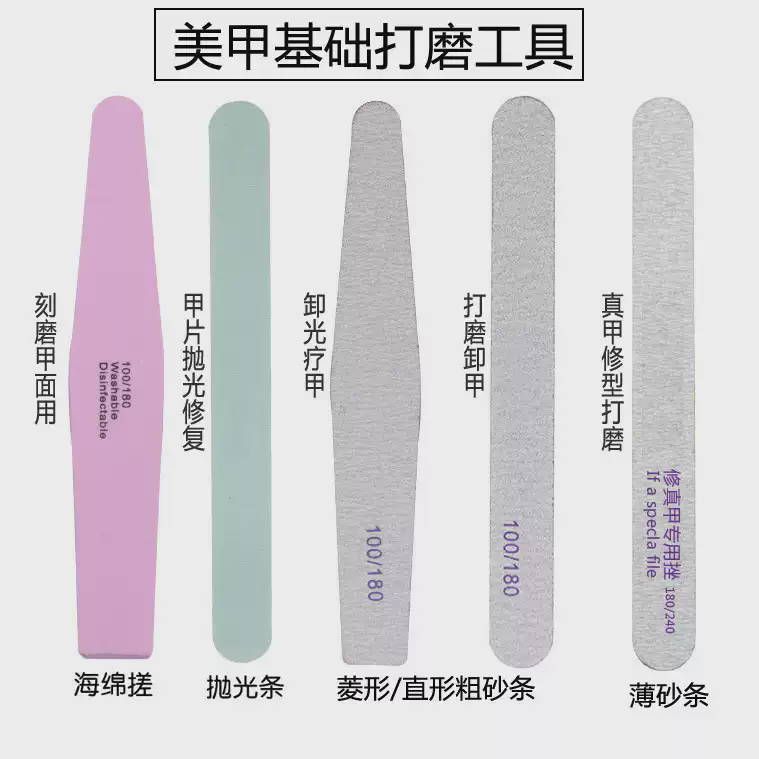 美甲基础打磨工具
刻磨甲面用
100/180
Washable
Disinfectable
甲片抛光修复
卸光疗甲
100/180
打磨卸甲
100/180
真甲修型打磨
修真甲专用挫 180/240
If a specla file
海绵搓
抛光条
菱形/直形粗砂条
薄砂条